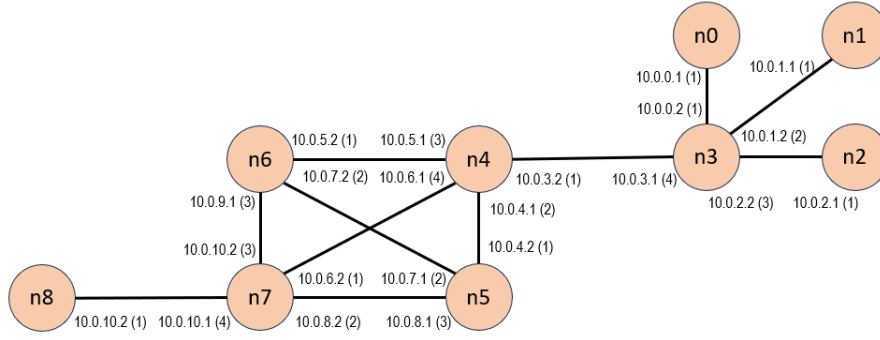 n0
n1
10.0.0.1 (1)
10.0.1.1 (1)
10.0.0.2 (1)
10.0.1.2 (2)
10.0.5.2 (1)
10.0.5.1 (3)
n6
n4
n3
n2
10.0.7.2 (2)
10.0.6.1 (4)
10.0.3.2 (1)
10.0.3.1 (4)
10.0.9.1 (3)
10.0.4.1 (2)
10.0.2.2 (3)
10.0.2.1 (1)
10.0.10.2 (3)
10.0.4.2 (1)
10.0.6.2 (1)
10.0.7.1 (2)
n8
n7
n5
10.0.10.2 (1)
10.0.10.1 (4)
10.0.8.2 (2)
10.0.8.1 (3)